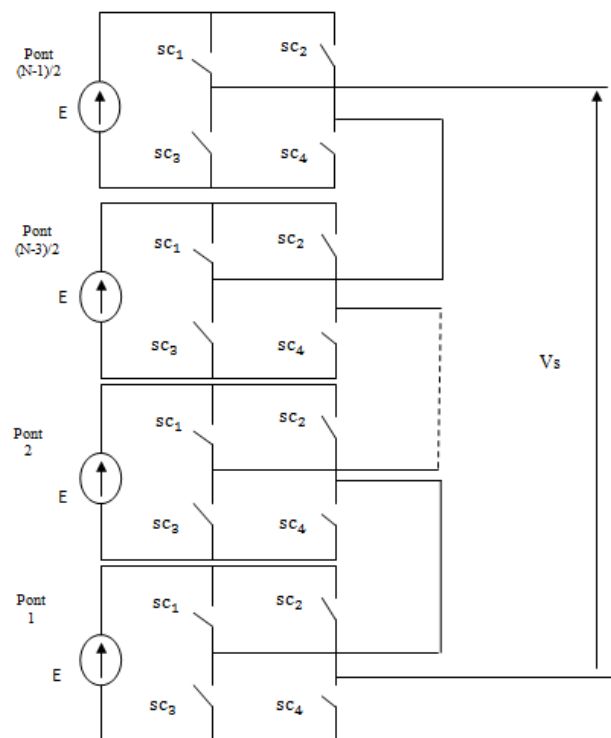 Pont
(N-1)/2
E
sc₁
sc₂
sc₃
sc₄
Pont
(N-3)/2
E
sc₁
sc₂
sc₃
sc₄
Vs
Pont
2
E
sc₁
sc₂
sc₃
sc₄
Pont
1
E
sc₁
sc₂
sc₃
sc₄